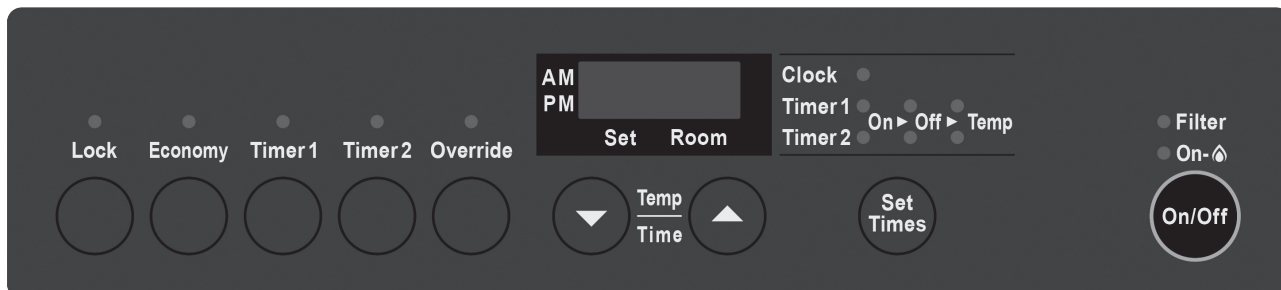 Lock
Economy
Timer 1
Timer 2
Override
AM
PM
Set Room
Temp
Time
Clock
Timer 1
Timer 2
On ▸ Off ▸ Temp
Set
Times
Filter
On-
On/Off